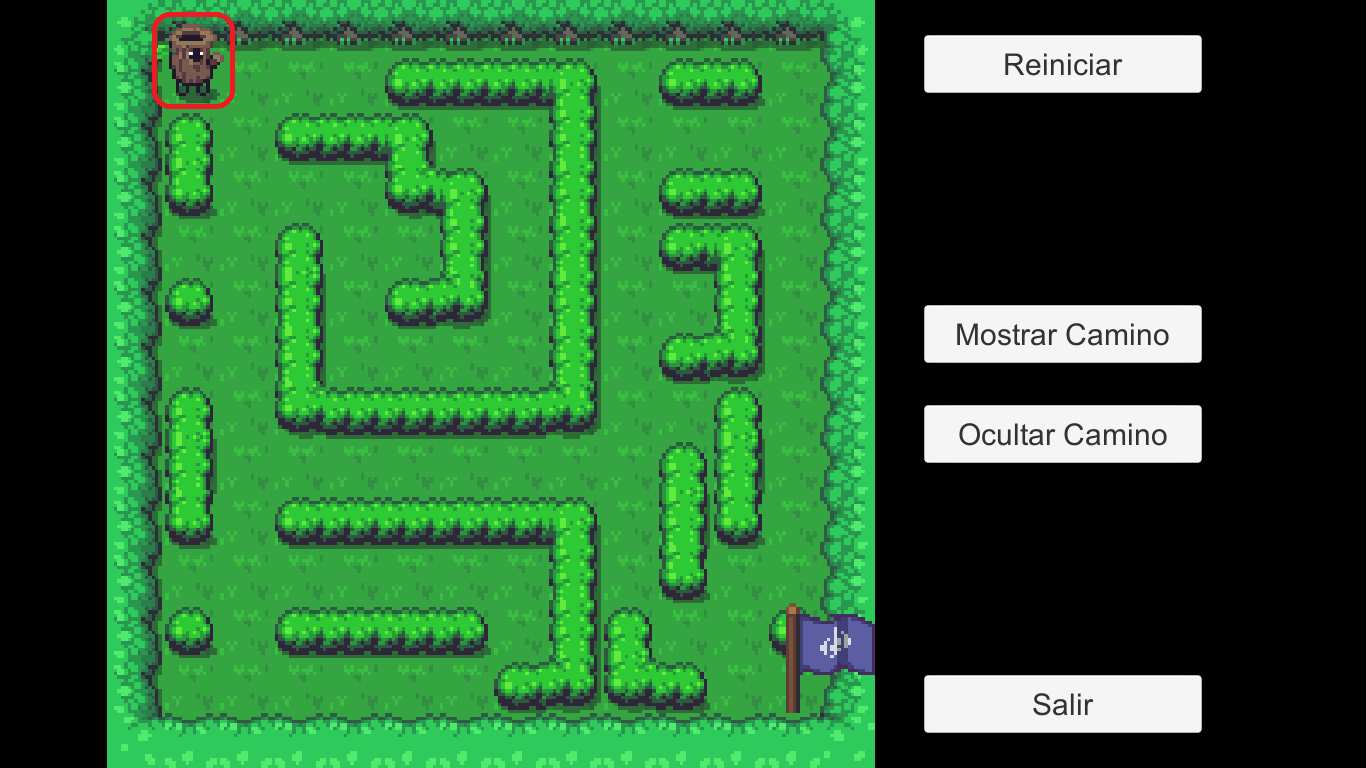 Reiniciar
Mostrar Camino
Ocultar Camino
Salir